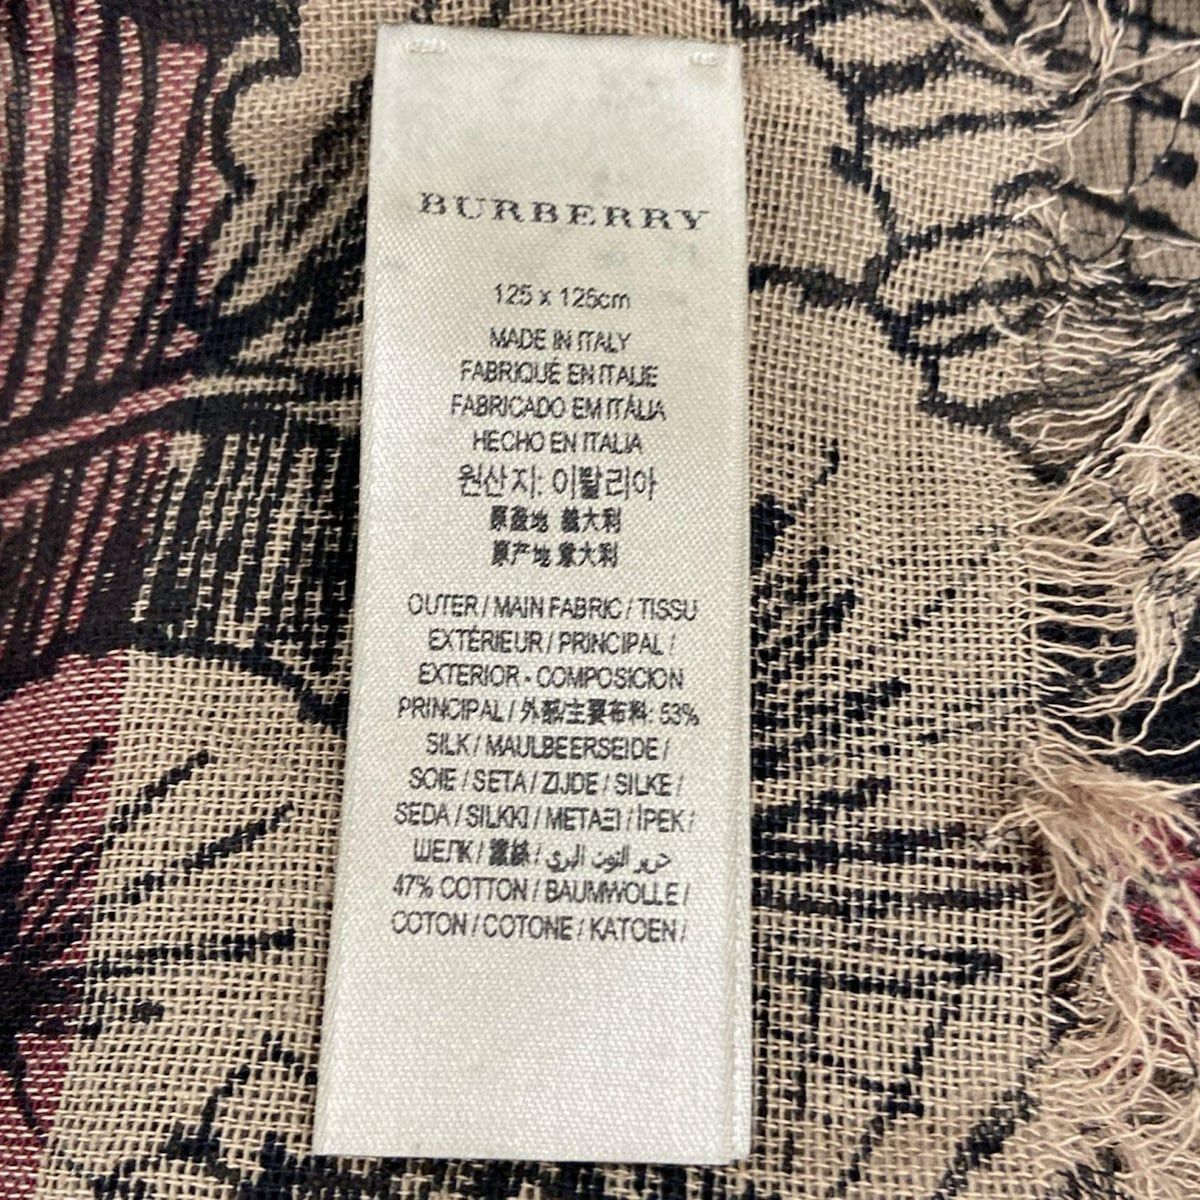 BURBERRY
125 x 125cm
MADE IN ITALY
FABRIQUÉ EN ITALIE
FABRICADO EM ITÁLIA
HECHO EN ITALIA
원산지: 이탈리아
原產地 義大利
原产地 意大利
OUTER / MAIN FABRIC / TISSU
EXTÉRIEUR / PRINCIPAL /
EXTERIOR - COMPOSICION
PRINCIPAL / 外部/主要布料: 53%
SILK / MAULBEERSEIDE /
SOIE / SETA / ZIJDE / SILKE /
SEDA / SILKKI / ΜΕΤΑΞΙ / İPEK /
ШЕЛК / 蠶絲 / حرير التوت البري /
47% COTTON / BAUMWOLLE /
COTON / COTONE / KATOEN /